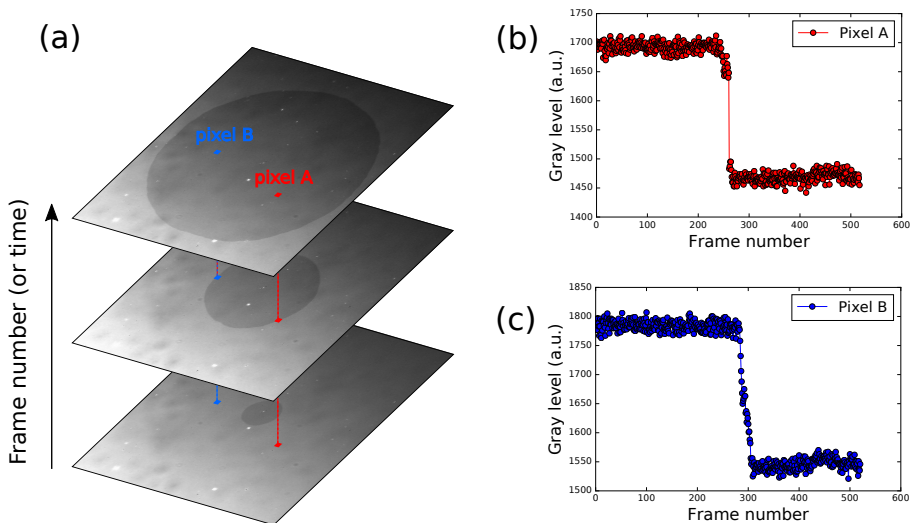 (a)
pixel B
pixel A
Frame number (or time)
(b)
1750
1700
1650
1600
1550
1500
1450
1400
0 100 200 300 400 500 600
Gray level (a.u.)
Frame number
Pixel A
(c)
1850
1800
1750
1700
1650
1600
1550
1500
0 100 200 300 400 500 600
Gray level (a.u.)
Frame number
Pixel B